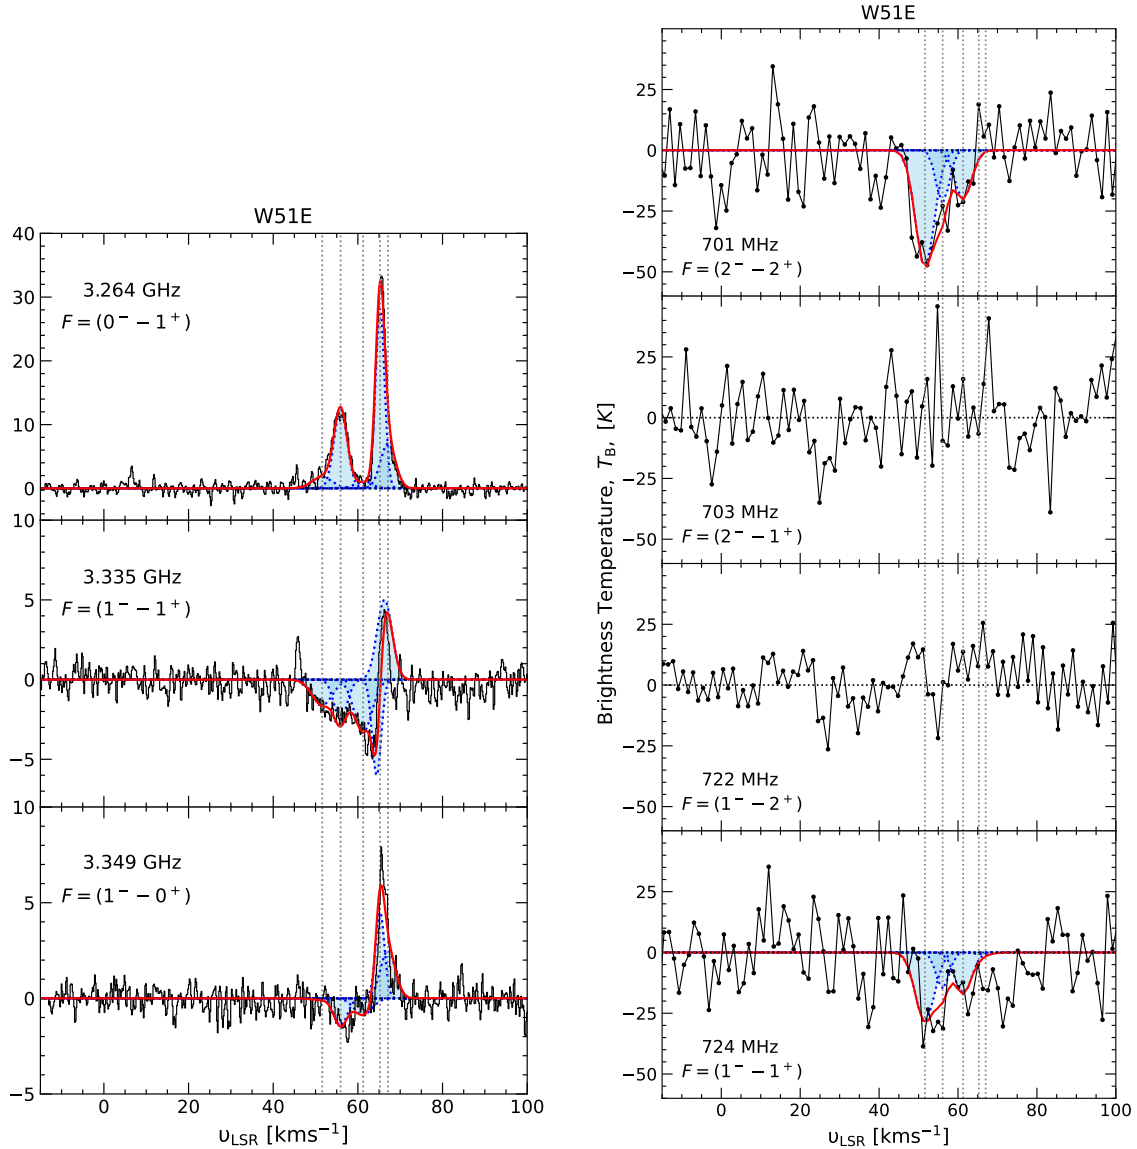 W51E
40
30
20
10
0
3.264 GHz
F = (0⁻ − 1⁺)
10
5
0
−5
3.335 GHz
F = (1⁻ − 1⁺)
10
5
0
−5
3.349 GHz
F = (1⁻ − 0⁺)
0 20 40 60 80 100
υLSR [kms⁻¹]
W51E
Brightness Temperature, TB, [K]
25
0
−25
−50
701 MHz
F = (2⁻ − 2⁺)
25
0
−25
−50
703 MHz
F = (2⁻ − 1⁺)
25
0
−25
−50
722 MHz
F = (1⁻ − 2⁺)
25
0
−25
−50
724 MHz
F = (1⁻ − 1⁺)
0 20 40 60 80 100
υLSR [kms⁻¹]